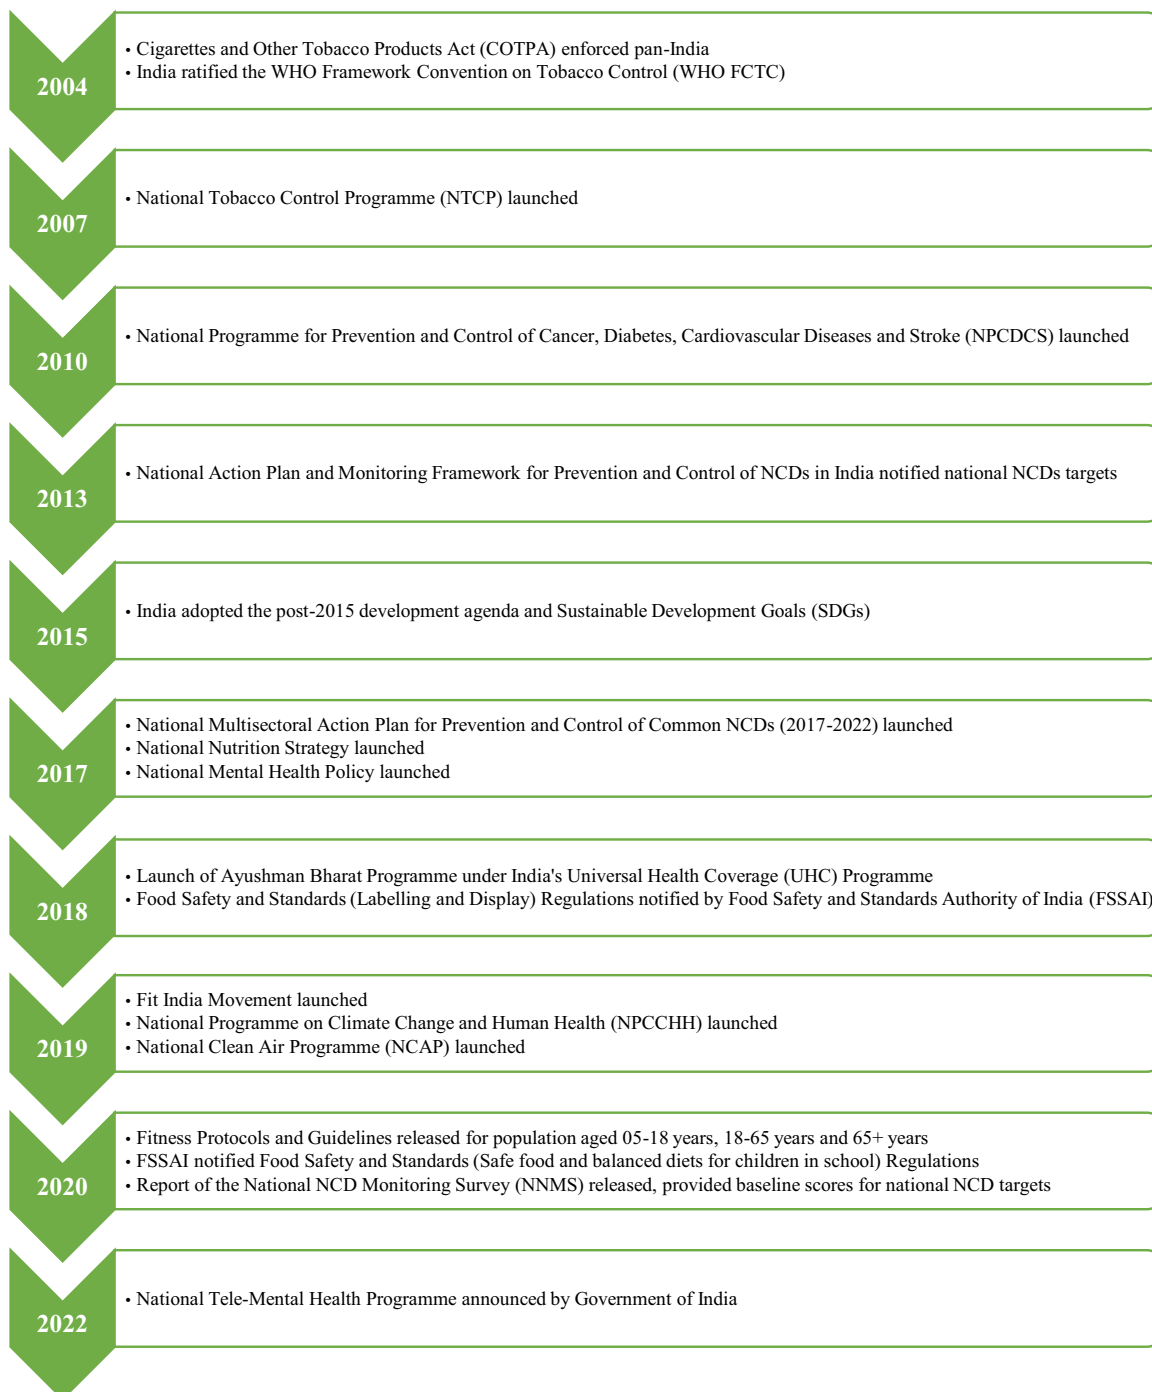 2004
• Cigarettes and Other Tobacco Products Act (COTPA) enforced pan-India
• India ratified the WHO Framework Convention on Tobacco Control (WHO FCTC)
2007
• National Tobacco Control Programme (NTCP) launched
2010
• National Programme for Prevention and Control of Cancer, Diabetes, Cardiovascular Diseases and Stroke (NPCDCS) launched
2013
• National Action Plan and Monitoring Framework for Prevention and Control of NCDs in India notified national NCDs targets
2015
• India adopted the post-2015 development agenda and Sustainable Development Goals (SDGs)
2017
• National Multisectoral Action Plan for Prevention and Control of Common NCDs (2017-2022) launched
• National Nutrition Strategy launched
• National Mental Health Policy launched
2018
• Launch of Ayushman Bharat Programme under India's Universal Health Coverage (UHC) Programme
• Food Safety and Standards (Labelling and Display) Regulations notified by Food Safety and Standards Authority of India (FSSAI)
2019
• Fit India Movement launched
• National Programme on Climate Change and Human Health (NPCCHH) launched
• National Clean Air Programme (NCAP) launched
2020
• Fitness Protocols and Guidelines released for population aged 05-18 years, 18-65 years and 65+ years
• FSSAI notified Food Safety and Standards (Safe food and balanced diets for children in school) Regulations
• Report of the National NCD Monitoring Survey (NNMS) released, provided baseline scores for national NCD targets
2022
• National Tele-Mental Health Programme announced by Government of India